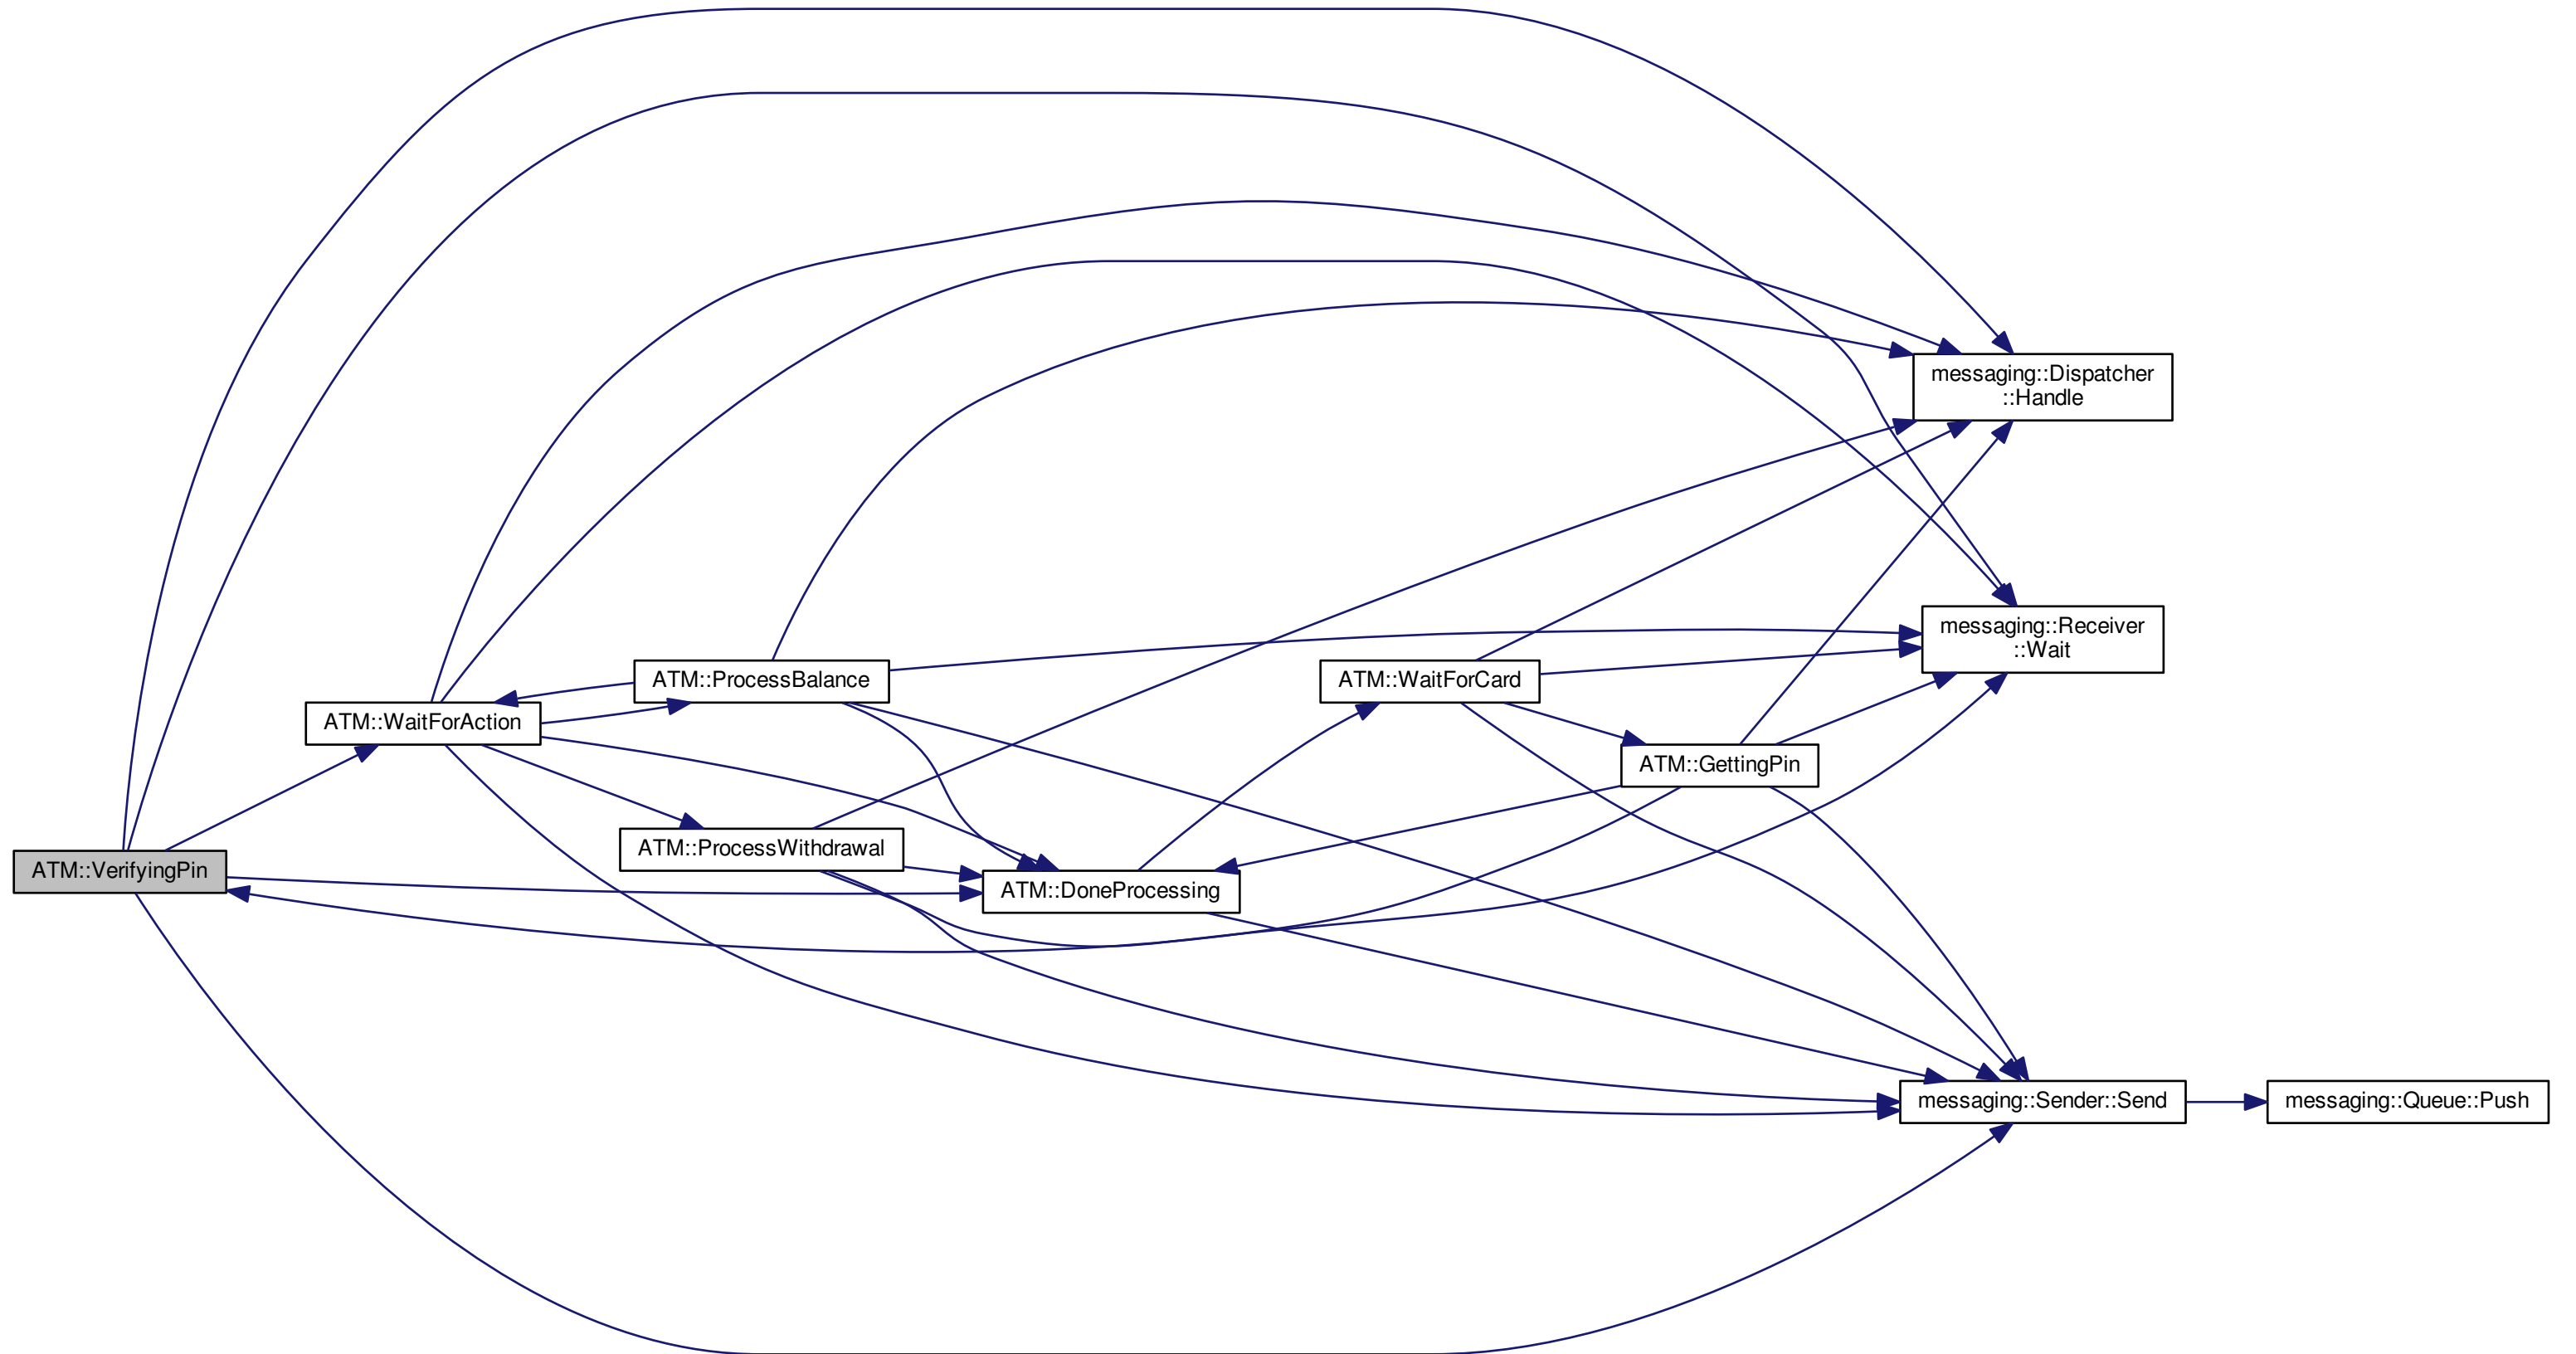 messaging::Dispatcher
::Handle
messaging::Receiver
::Wait
ATM::ProcessBalance
ATM::WaitForCard
ATM::WaitForAction
ATM::GettingPin
ATM::ProcessWithdrawal
ATM::VerifyingPin
ATM::DoneProcessing
messaging::Sender::Send
messaging::Queue::Push